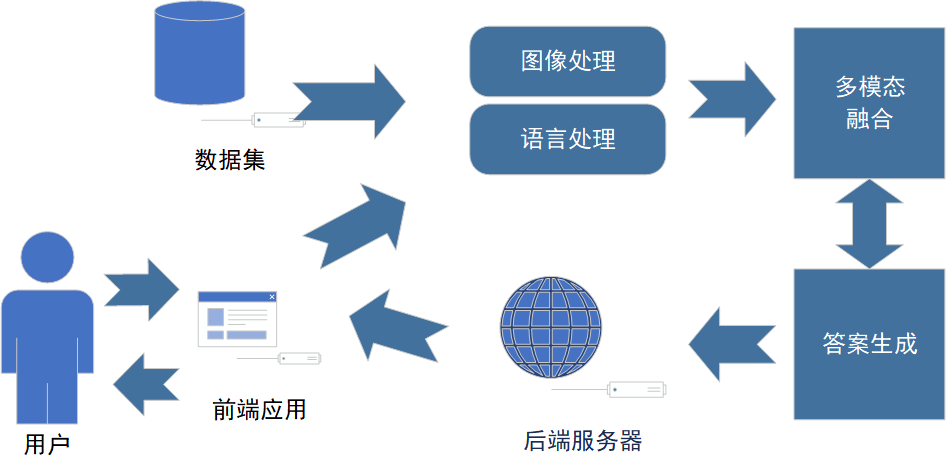 数据集
图像处理
语言处理
多模态
融合
用户
前端应用
后端服务器
答案生成